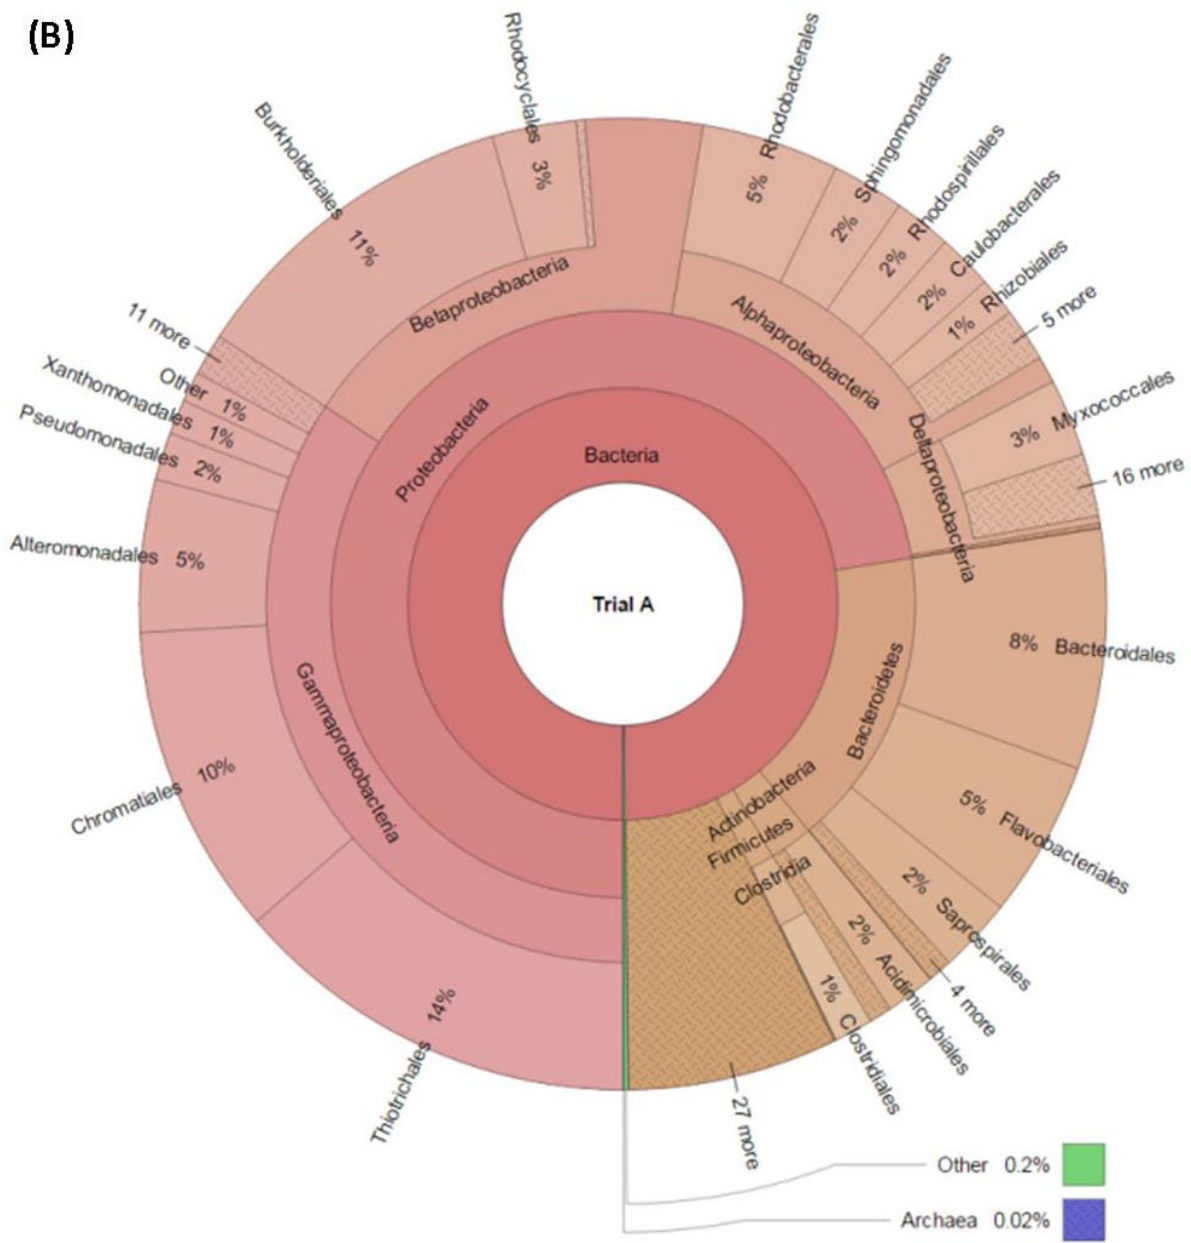 (B)
Trial A
Bacteria
Proteobacteria
Gammaproteobacteria
Betaproteobacteria
Alphaproteobacteria
Deltaproteobacteria
Bacteroidetes
Actinobacteria
Firmicutes
Clostridia
Thiotrichales 14%
Chromatiales 10%
Alteromonadales 5%
Pseudomonadales 2%
Xanthomonadales 1%
Other 1%
11 more
Burkholderiales 11%
Rhodocyclales 3%
5% Rhodobacterales
2% Sphingomonadales
2% Rhodospirillales
2% Caulobacterales
1% Rhizobiales
5 more
3% Myxococcales
16 more
8% Bacteroidales
5% Flavobacteriales
2% Saprospirales
4 more
2% Acidimicrobiales
1% Clostridiales
27 more
Other 0.2%
Archaea 0.02%